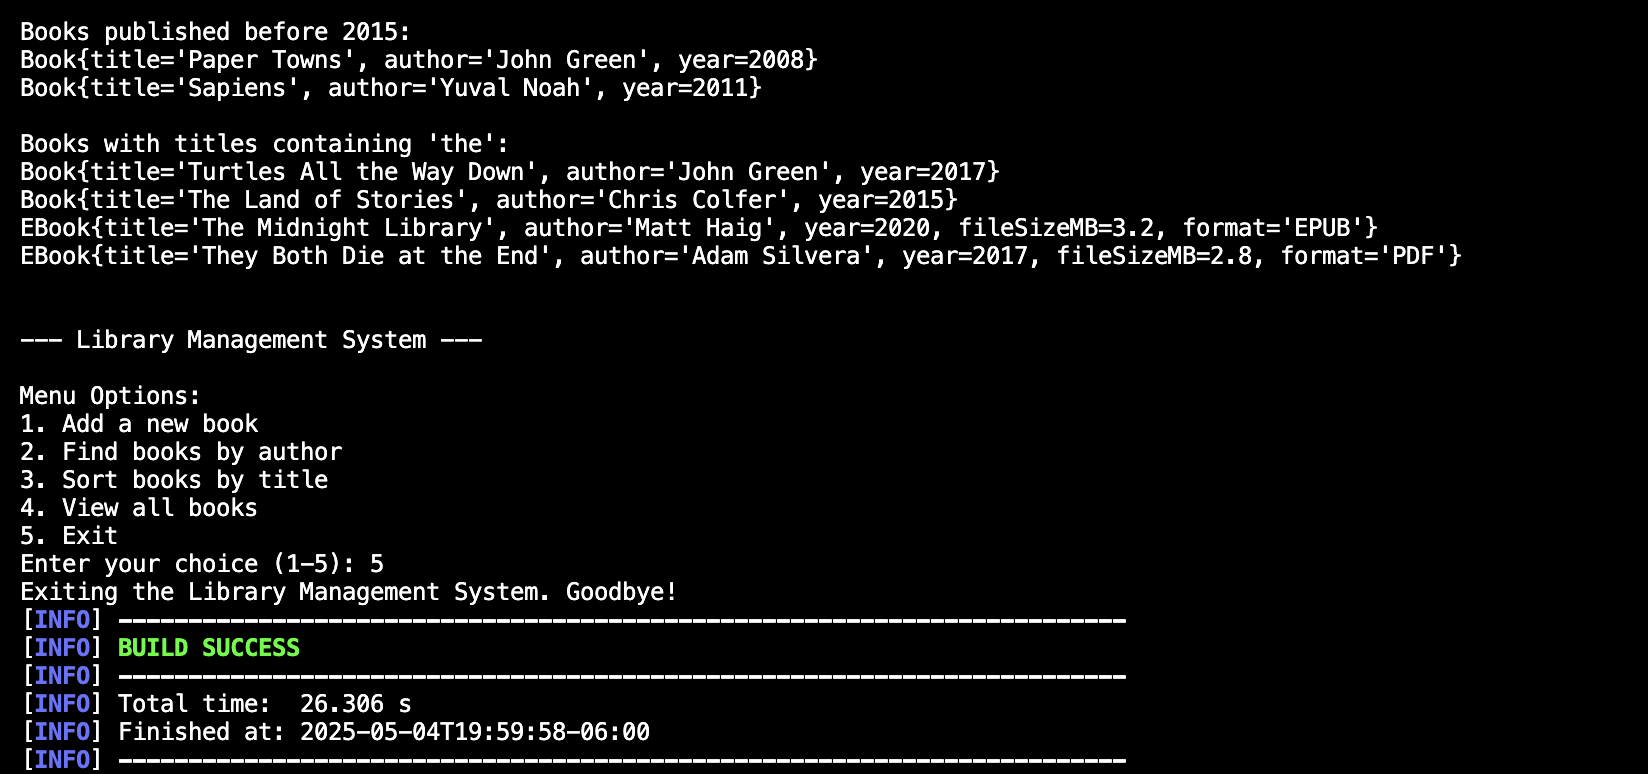 Books published before 2015:
Book{title='Paper Towns', author='John Green', year=2008}
Book{title='Sapiens', author='Yuval Noah', year=2011}
Books with titles containing 'the':
Book{title='Turtles All the Way Down', author='John Green', year=2017}
Book{title='The Land of Stories', author='Chris Colfer', year=2015}
EBook{title='The Midnight Library', author='Matt Haig', year=2020, fileSizeMB=3.2, format='EPUB'}
EBook{title='They Both Die at the End', author='Adam Silvera', year=2017, fileSizeMB=2.8, format='PDF'}
--- Library Management System ---
Menu Options:
1. Add a new book
2. Find books by author
3. Sort books by title
4. View all books
5. Exit
Enter your choice (1-5): 5
Exiting the Library Management System. Goodbye!
[INFO] ------------------------------------------------------------------------
[INFO] BUILD SUCCESS
[INFO] ------------------------------------------------------------------------
[INFO] Total time:  26.306 s
[INFO] Finished at: 2025-05-04T19:59:58-06:00
[INFO] ------------------------------------------------------------------------